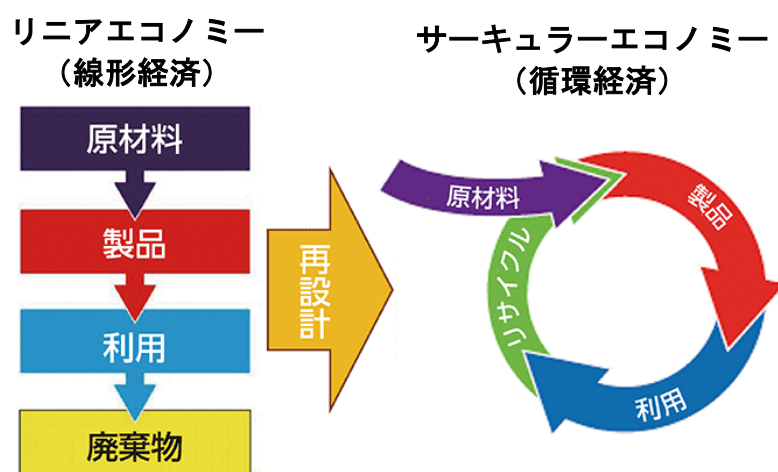 リニアエコノミー
（線形経済）
原材料
製品
利用
廃棄物
再設計
サーキュラーエコノミー
（循環経済）
原材料
製品
利用
リサイクル